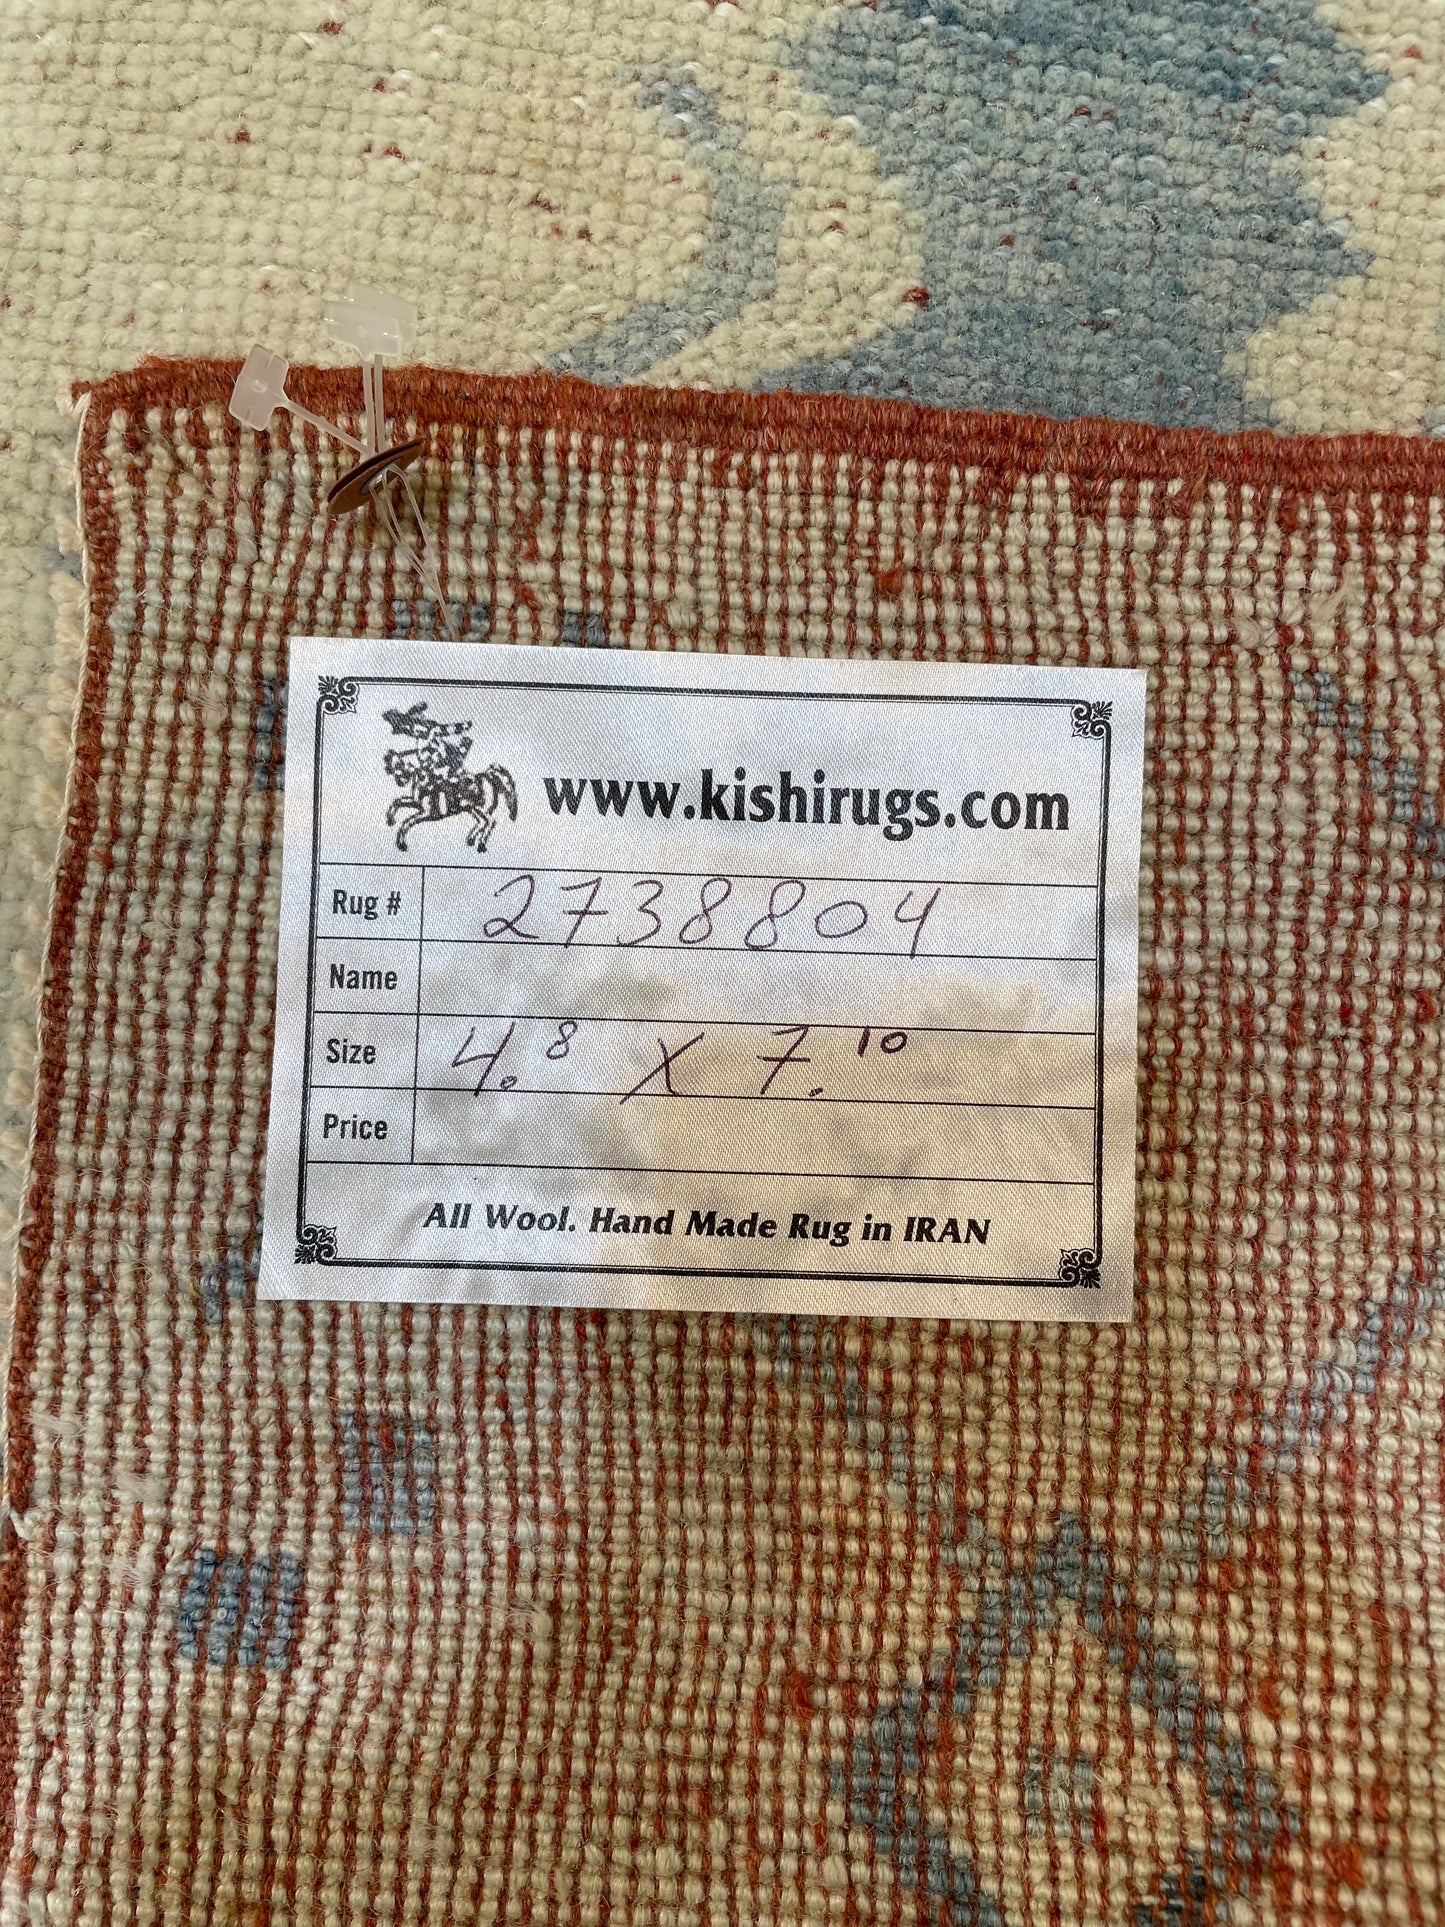 www.kishirugs.com
Rug # 2738804
Name
Size 4.8 X 7.10
Price
All Wool. Hand Made Rug in IRAN